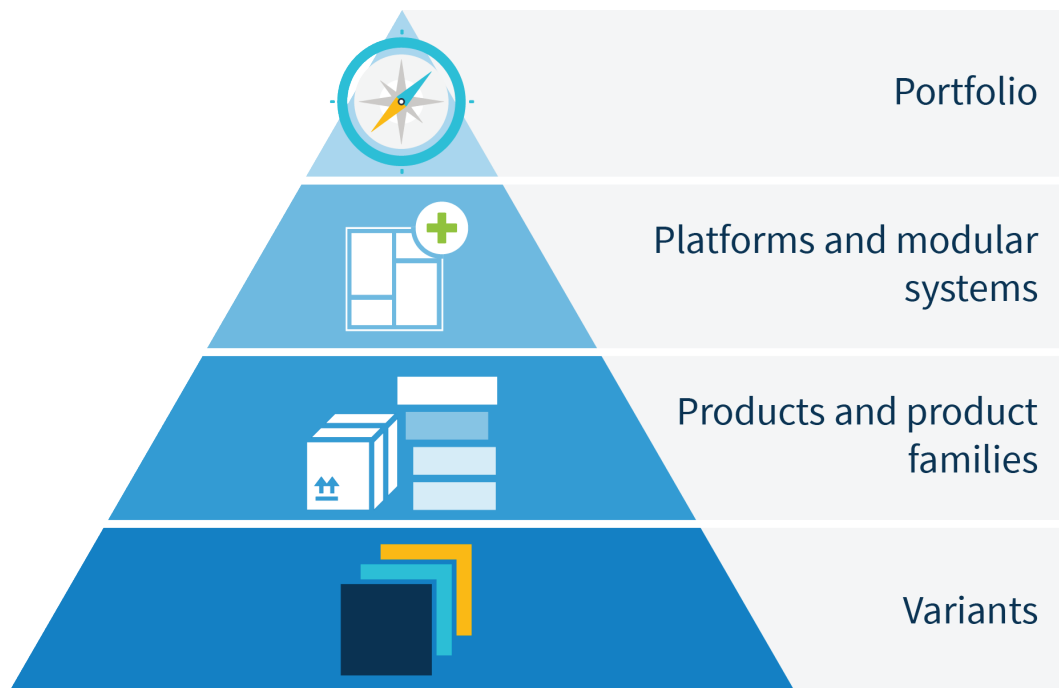 Portfolio
Platforms and modular
systems
Products and product
families
Variants